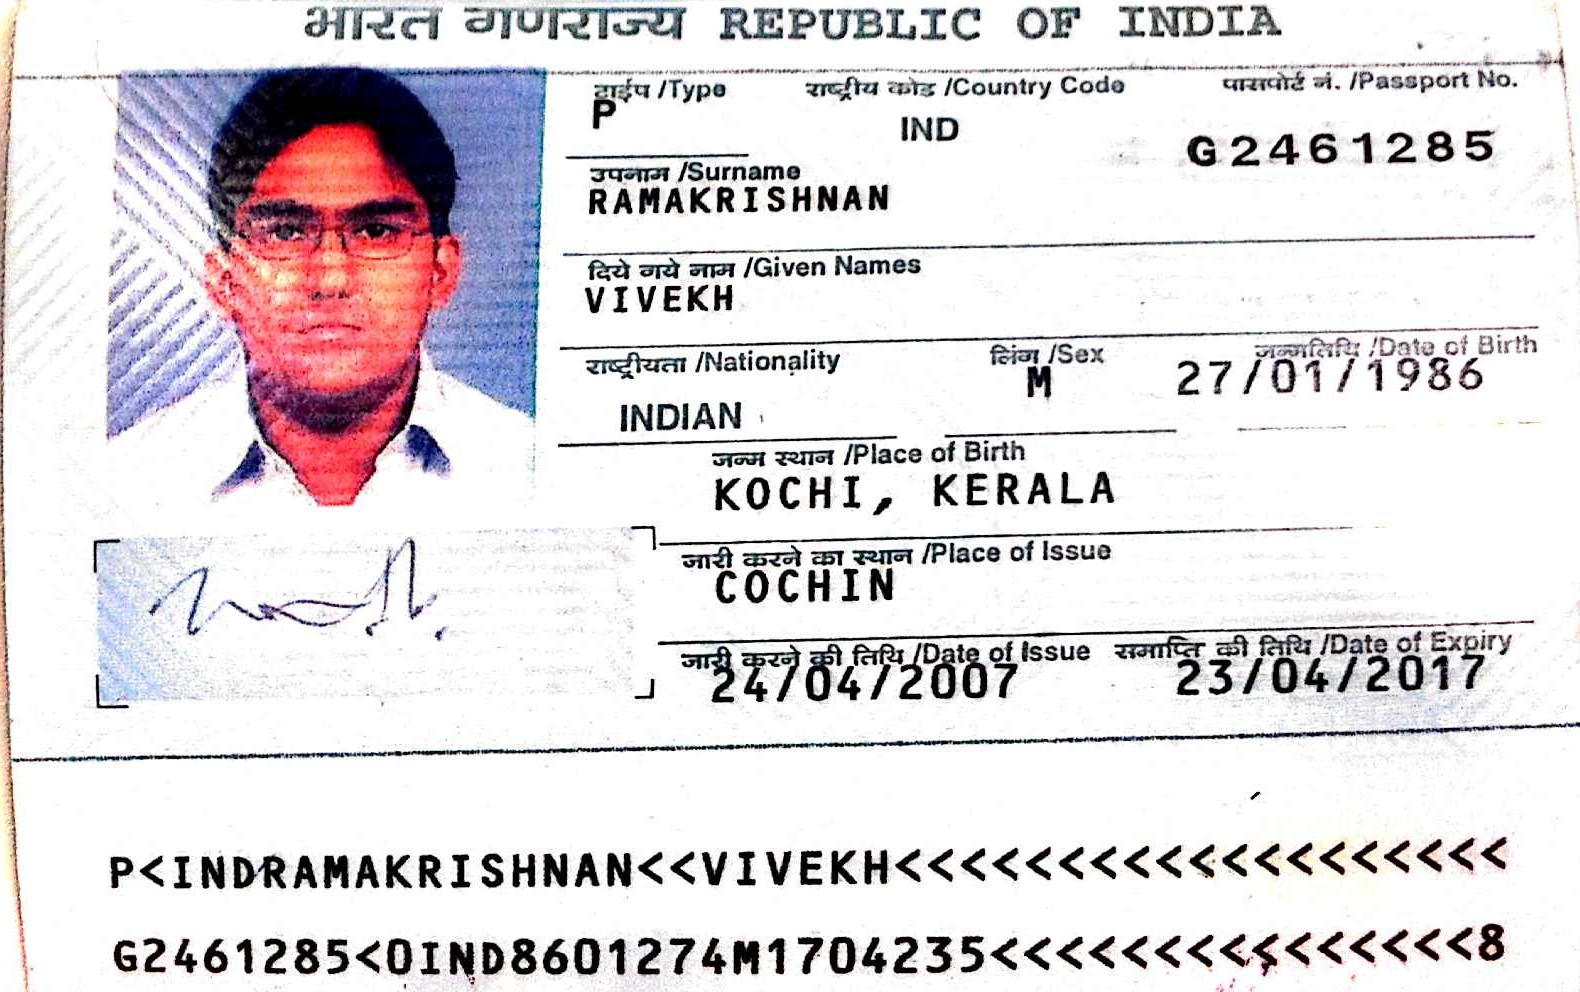 भारत गणराज्य REPUBLIC OF INDIA
टाईप /Type राष्ट्रीय कोड /Country Code पासपोर्ट नं. /Passport No.
P IND G2461285
उपनाम /Surname
RAMAKRISHNAN
दिये गये नाम /Given Names
VIVEKH
राष्ट्रीयता /Nationality लिंग /Sex जन्मतिथि /Date of Birth
INDIAN M 27/01/1986
जन्म स्थान /Place of Birth
KOCHI, KERALA
जारी करने का स्थान /Place of Issue
COCHIN
जारी करने की तिथि /Date of Issue समाप्ति की तिथि /Date of Expiry
24/04/2007 23/04/2017
P<INDRAMAKRISHNAN<<VIVEKH<<<<<<<<<<<<<<<<<<<
G2461285<0IND8601274M1704235<<<<<<<<<<<<<<<8